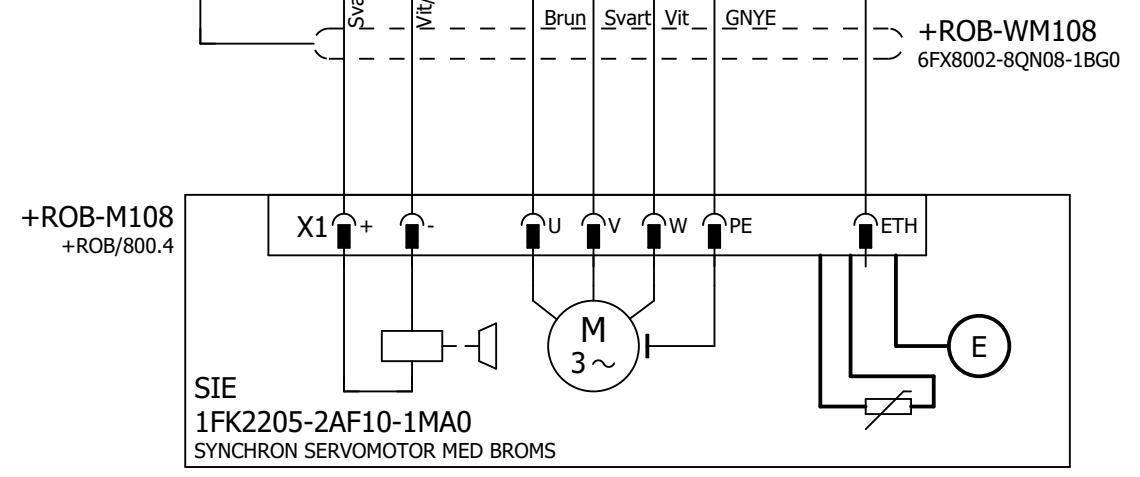 Brun Svart Vit GNYE
+ROB-WM108
6FX8002-8QN08-1BG0
+ROB-M108
+ROB/800.4
X1 + - U V W PE ETH
M
3～
E
SIE
1FK2205-2AF10-1MA0
SYNCHRON SERVOMOTOR MED BROMS